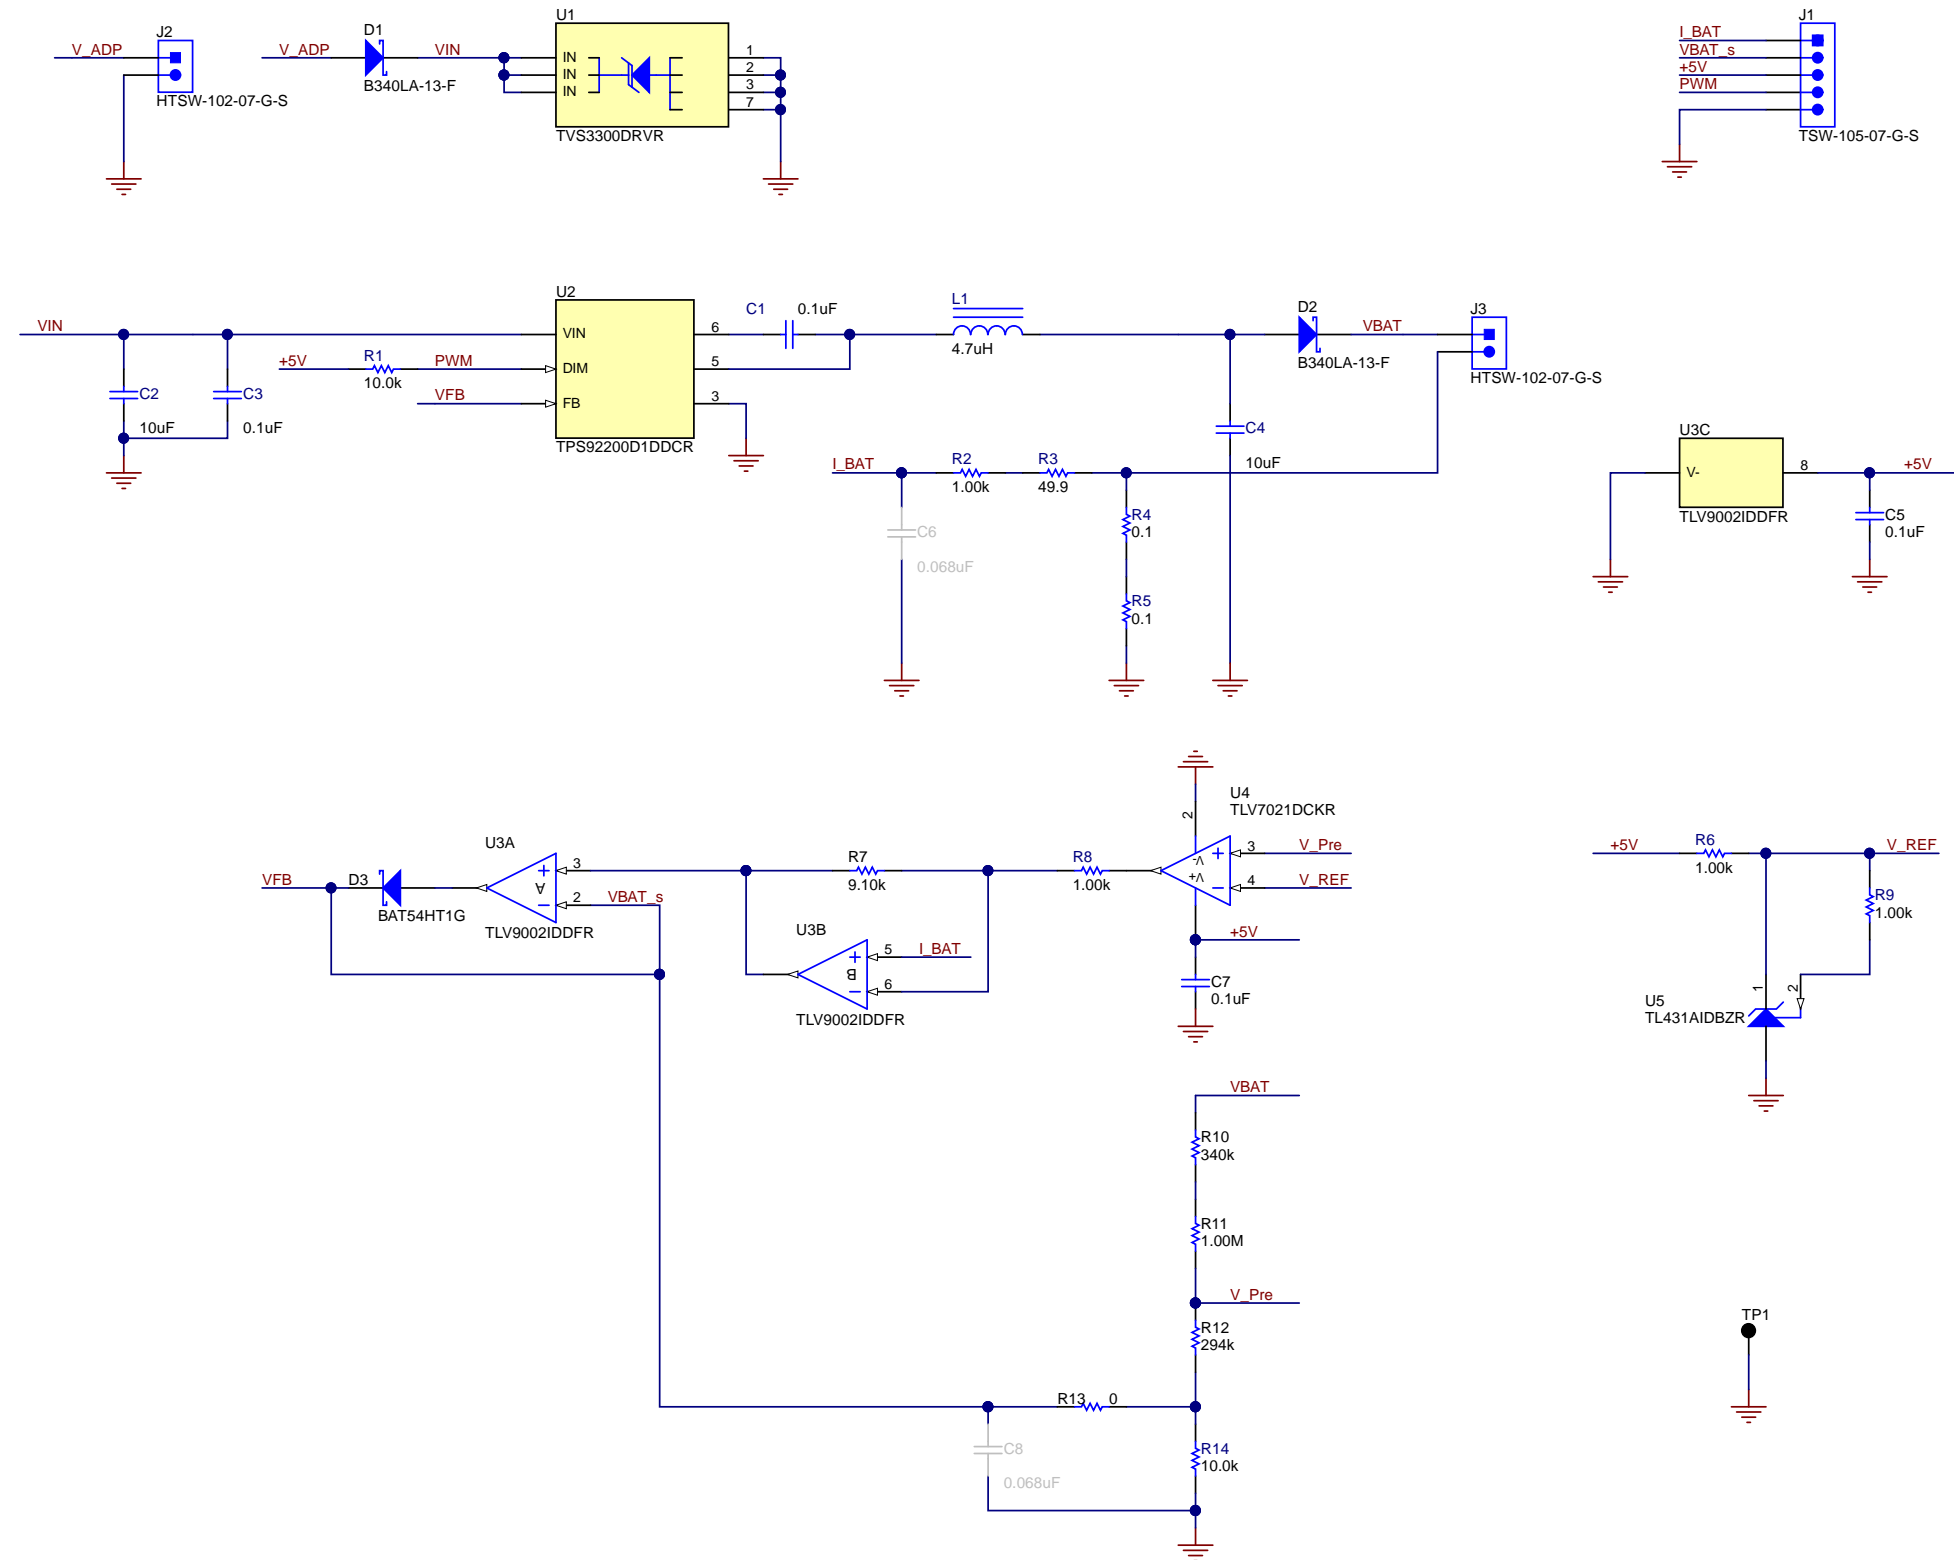 J2
V_ADP
HTSW-102-07-G-S
V_ADP
D1
VIN
B340LA-13-F
U1
IN
IN
IN
1
2
3
7
TVS3300DRVR
J1
I_BAT
VBAT_s
+5V
PWM
TSW-105-07-G-S
VIN
C2
10uF
C3
0.1uF
+5V
R1
10.0k
PWM
VFB
U2
VIN
DIM
FB
6
5
3
TPS92200D1DDCR
C1
0.1uF
L1
4.7uH
D2
B340LA-13-F
VBAT
J3
HTSW-102-07-G-S
C4
10uF
I_BAT
R2
1.00k
R3
49.9
C6
0.068uF
R4
0.1
R5
0.1
U3C
V-
8
TLV9002IDDFR
+5V
C5
0.1uF
VFB
D3
BAT54HT1G
U3A
A
3
2
TLV9002IDDFR
VBAT_s
R7
9.10k
U3B
B
5
6
I_BAT
TLV9002IDDFR
R8
1.00k
U4
TLV7021DCKR
2
V-
V+
3
4
V_Pre
V_REF
+5V
C7
0.1uF
+5V
R6
1.00k
V_REF
R9
1.00k
1
2
U5
TL431AIDBZR
VBAT
R10
340k
R11
1.00M
V_Pre
R12
294k
R13
0
C8
0.068uF
R14
10.0k
TP1